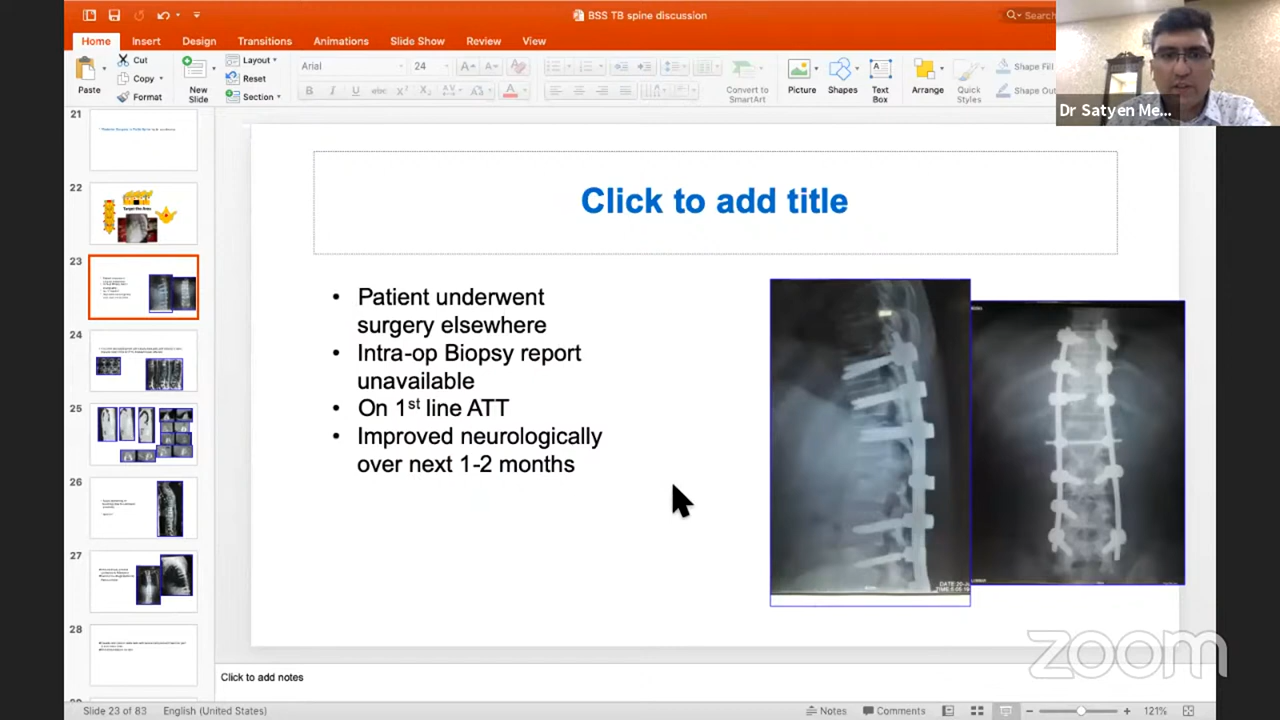 BSS TB spine discussion
Search
Home Insert Design Transitions Animations Slide Show Review View
Paste
Cut
Copy
Format
New Slide
Layout
Reset
Section
Arial 24
Convert to SmartArt
Picture
Shapes
Text Box
Arrange
Quick Styles
Shape Fill
Shape Ou
Dr Satyen Me...
21
22
23
24
25
26
27
28
Click to add title
• Patient underwent
surgery elsewhere
• Intra-op Biopsy report
unavailable
• On 1st line ATT
• Improved neurologically
over next 1-2 months
zoom
Click to add notes
Slide 23 of 83 English (United States) Notes Comments 121%